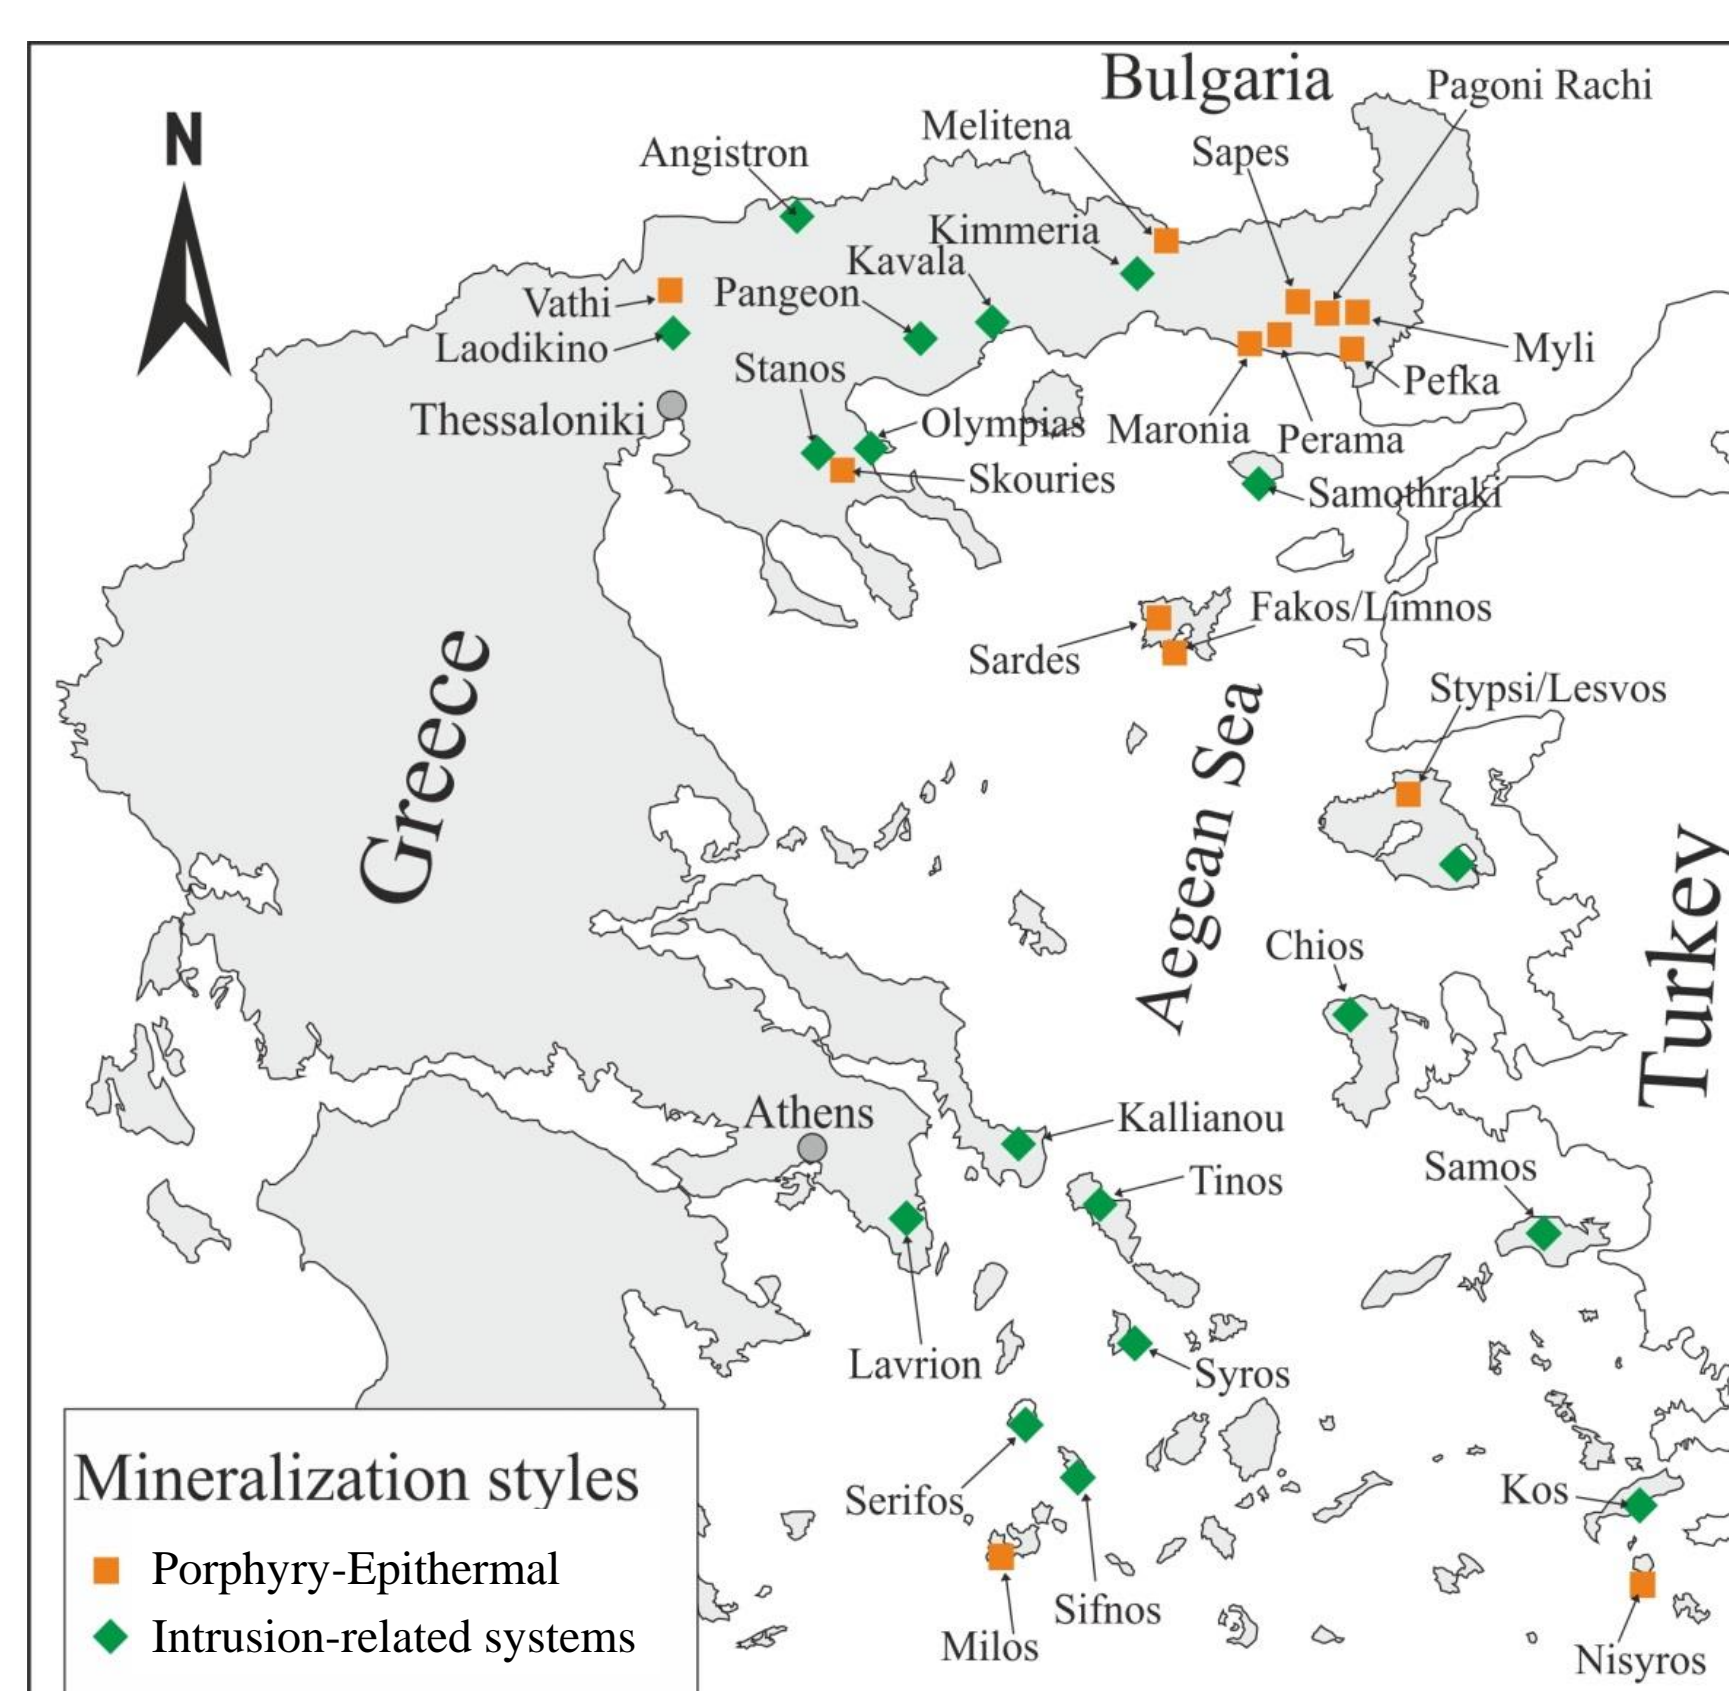 Bulgaria
Pagoni Rachi
N
Melitena
Sapes
Angistron
Kimmeria
Kavala
Vathi
Pangeon
Laodikino
Myli
Stanos
Pefka
Thessaloniki
Olympias
Maronia
Perama
Skouries
Samothraki
Fakos/Limnos
Sardes
Greece
Stypsi/Lesvos
Aegean Sea
Turkey
Chios
Athens
Kallianou
Tinos
Samos
Lavrion
Syros
Serifos
Kos
Sifnos
Milos
Nisyros
Mineralization styles
Porphyry-Epithermal
Intrusion-related systems